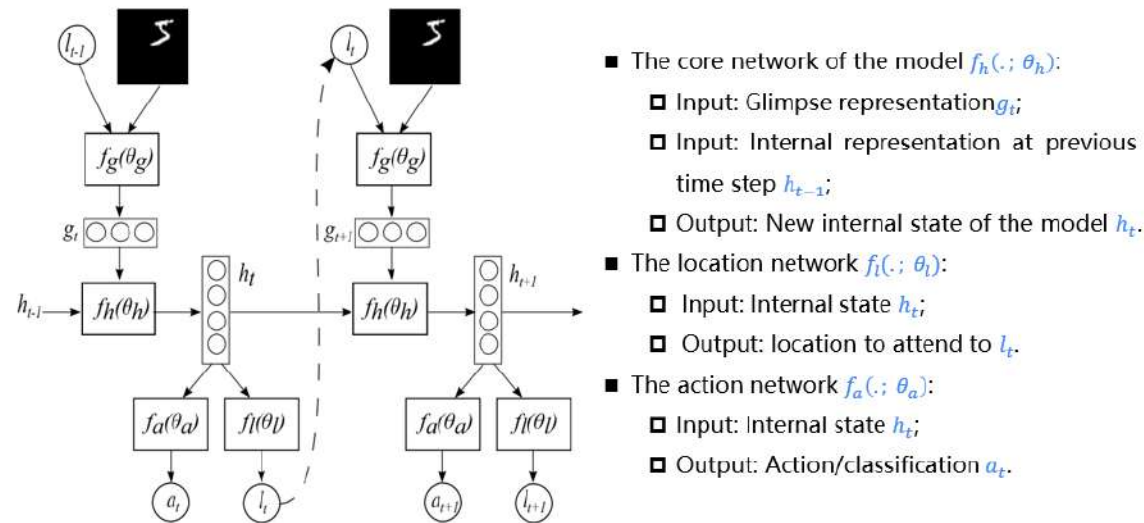 l_{t-1}
l_t
f_g(θ_g)
f_g(θ_g)
g_t
g_{t+1}
h_t
h_{t+1}
h_{t-1}
f_h(θ_h)
f_h(θ_h)
f_a(θ_a)
f_l(θ_l)
f_a(θ_a)
f_l(θ_l)
a_t
l_t
a_{t+1}
l_{t+1}
■ The core network of the model f_h(.; θ_h):
Input: Glimpse representation g_t;
Input: Internal representation at previous
time step h_{t−1};
Output: New internal state of the model h_t.
■ The location network f_l(.; θ_l):
Input: Internal state h_t;
Output: location to attend to l_t.
■ The action network f_a(.; θ_a):
Input: Internal state h_t;
Output: Action/classification a_t.